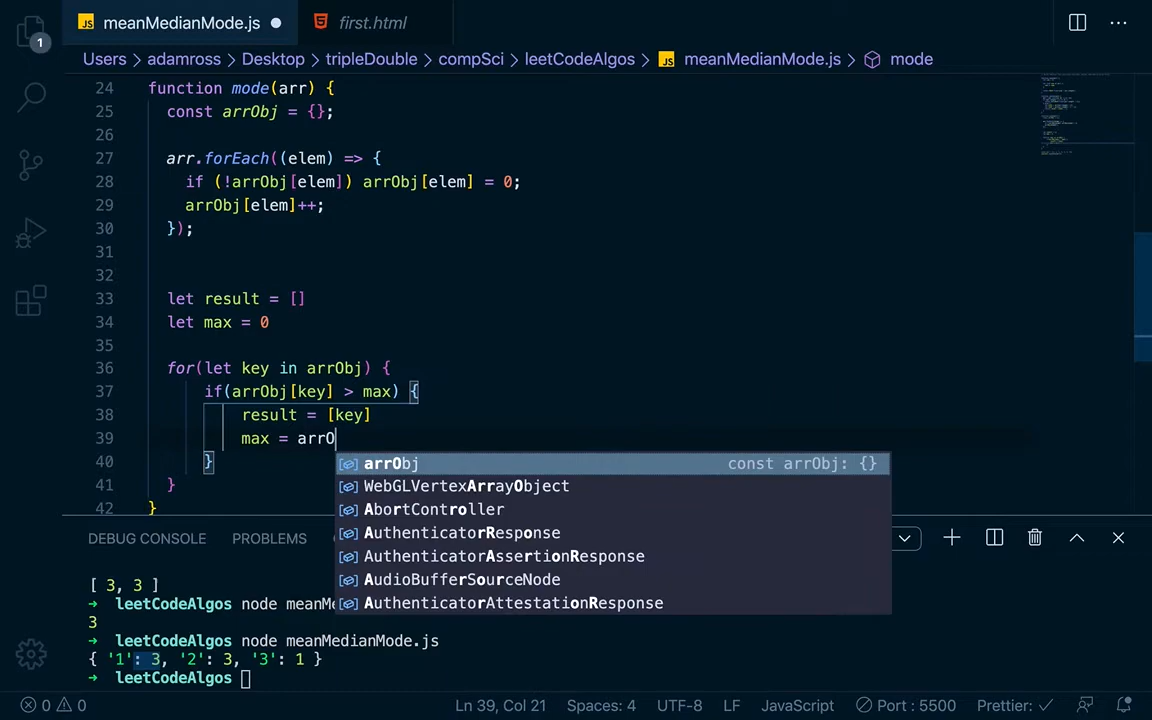 JS meanMedianMode.js ● first.html ···
1
Users > adamross > Desktop > tripleDouble > compSci > leetCodeAlgos > JS meanMedianMode.js > mode
24 function mode(arr) {
25 const arrObj = {};
26
27 arr.forEach((elem) => {
28 if (!arrObj[elem]) arrObj[elem] = 0;
29 arrObj[elem]++;
30 });
31
32
33 let result = []
34 let max = 0
35
36 for(let key in arrObj) {
37 if(arrObj[key] > max) {
38 result = [key]
39 max = arrO
40 }
41 }
42 }
arrObj const arrObj: {}
WebGLVertexArrayObject
AbortController
AuthenticatorResponse
AuthenticatorAssertionResponse
AudioBufferSourceNode
AuthenticatorAttestationResponse
DEBUG CONSOLE PROBLEMS
[ 3, 3 ]
→ leetCodeAlgos node meanMe
3
→ leetCodeAlgos node meanMedianMode.js
{ '1': 3, '2': 3, '3': 1 }
→ leetCodeAlgos
0 0 Ln 39, Col 21 Spaces: 4 UTF-8 LF JavaScript Port : 5500 Prettier: ✓